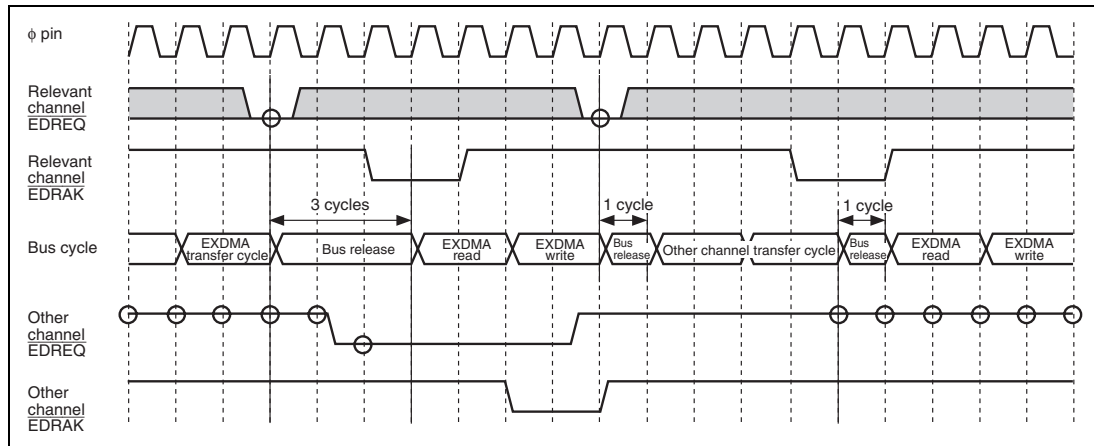 φ pin
Relevant
channel
EDREQ
Relevant
channel
EDRAK
3 cycles
1 cycle
1 cycle
Bus cycle
EXDMA
transfer cycle
Bus release
EXDMA
read
EXDMA
write
Bus
release
Other channel transfer cycle
Bus
release
EXDMA
read
EXDMA
write
Other
channel
EDREQ
Other
channel
EDRAK